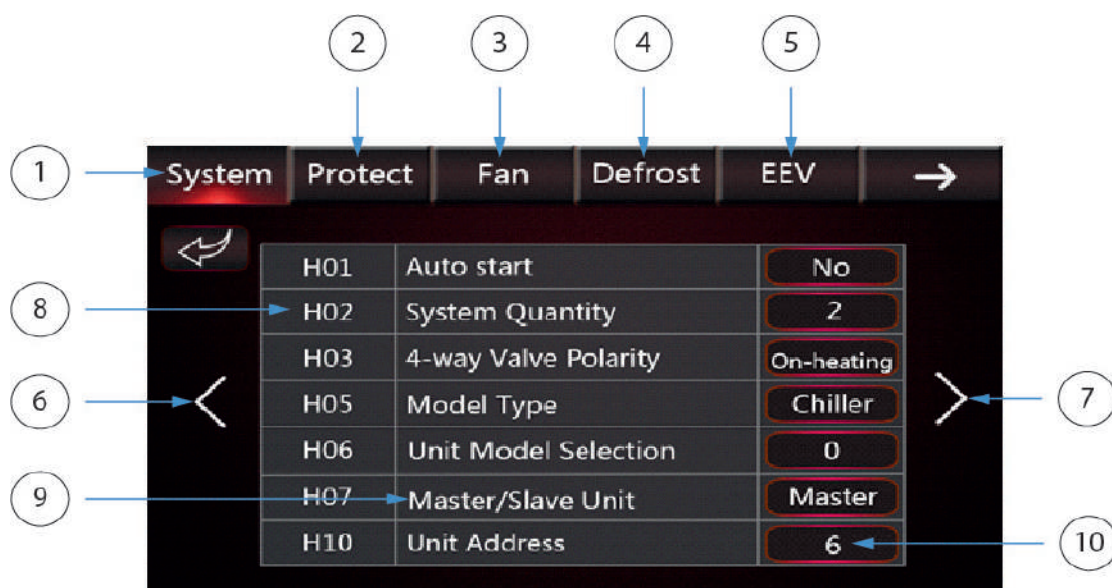 2 3 4 5
1 System Protect Fan Defrost EEV →
H01 Auto start No
8 H02 System Quantity 2
H03 4-way Valve Polarity On-heating
6 < H05 Model Type Chiller > 7
H06 Unit Model Selection 0
9 H07 Master/Slave Unit Master
H10 Unit Address 6 10